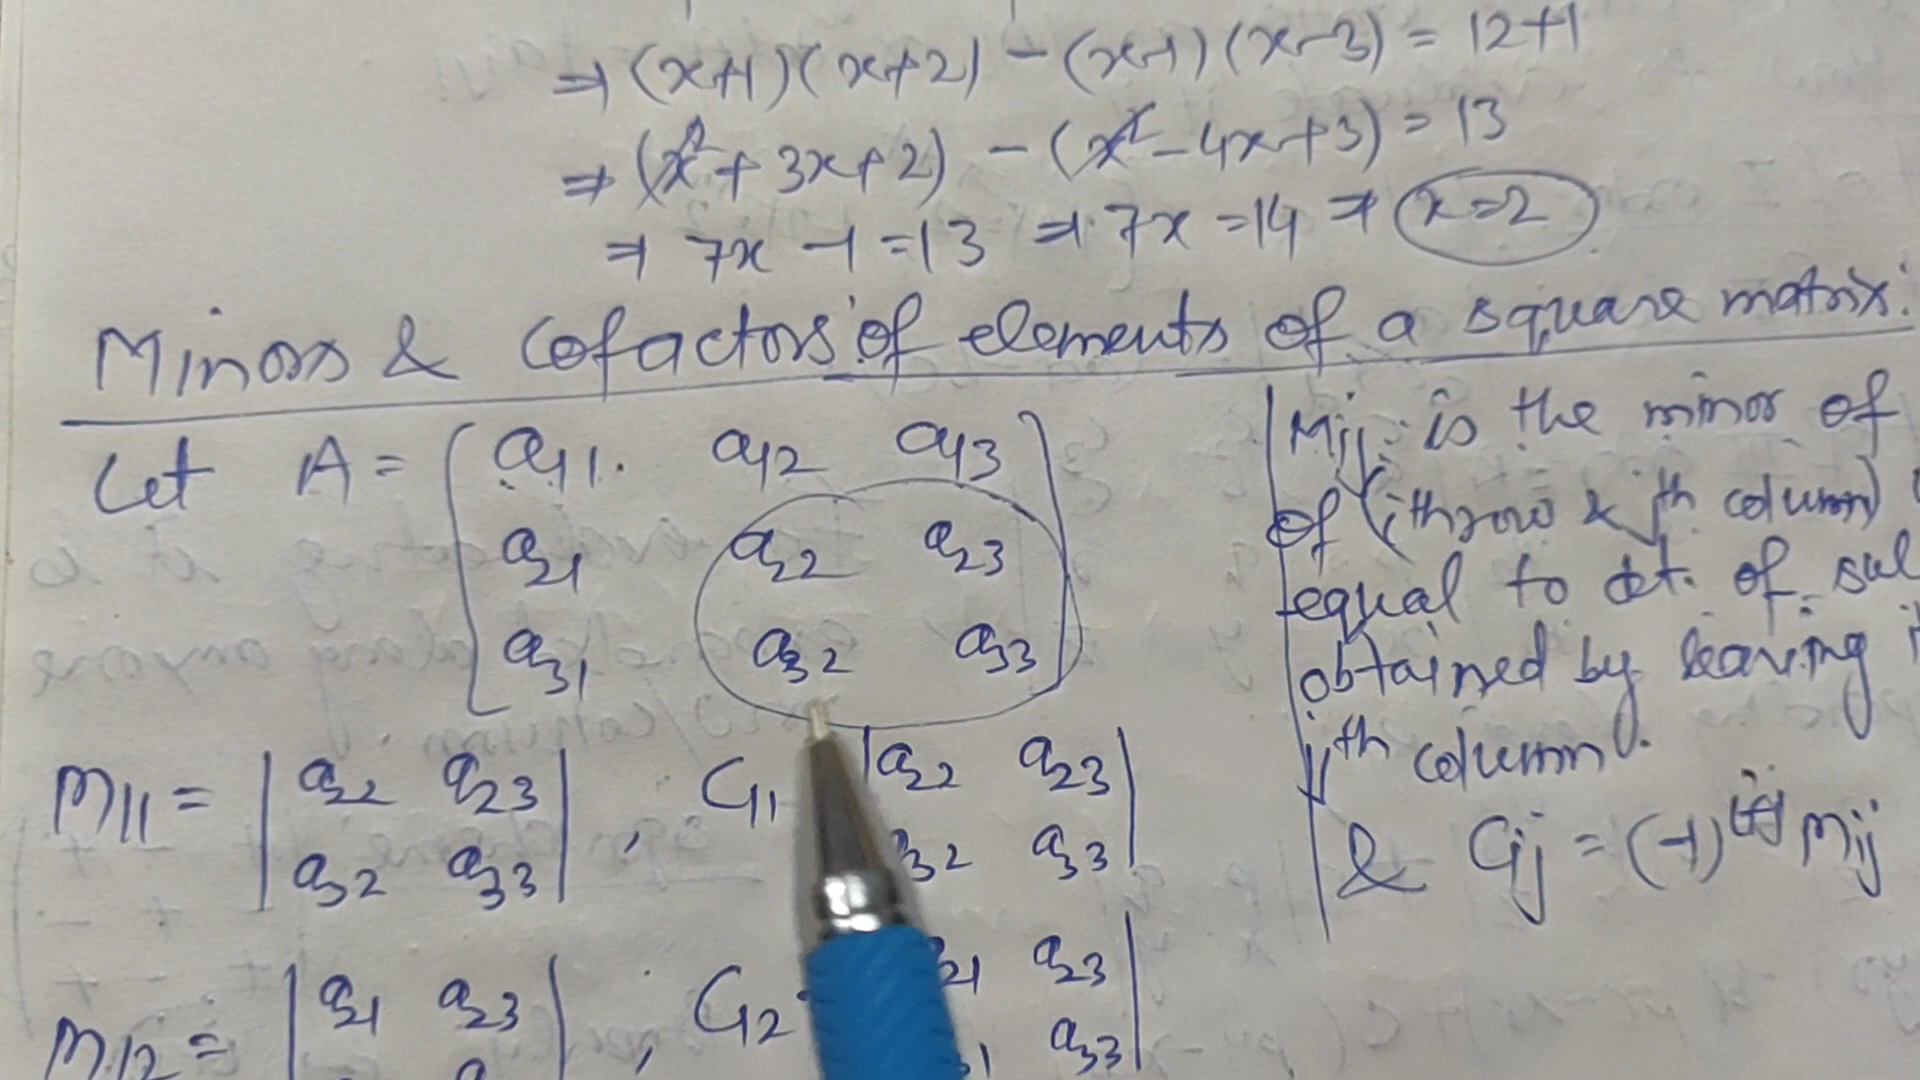 ⇒ (x+1)(x+2) - (x-1)(x-3) = 12+1
⇒ (x²+3x+2) - (x²-4x+3) = 13
⇒ 7x -1 = 13 ⇒ 7x = 14 ⇒ x=2
Minors & Cofactors of elements of a square matrix:
Let A = [ a11 a12 a13
a21 a22 a23
a31 a32 a33 ]
M11 = | a22 a23 | , C11 | a22 a23 |
| a32 a33 | 32 a33 |
M12 = | a21 a23 | , C12 21 a23 |
31 a33 |
Mij is the minor of
of (ith row & jth column)
equal to det. of
obtained by leaving
jth column.
& Cij = (-1)^(i+j) Mij